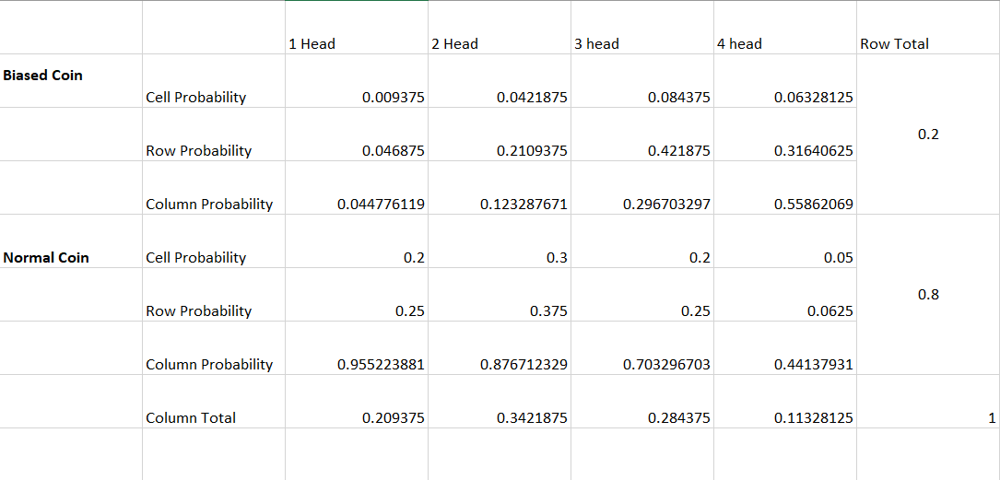 1 Head 2 Head 3 head 4 head Row Total
Biased Coin
Cell Probability 0.009375 0.0421875 0.084375 0.06328125
0.2
Row Probability 0.046875 0.2109375 0.421875 0.31640625
Column Probability 0.044776119 0.123287671 0.296703297 0.55862069
Normal Coin Cell Probability 0.2 0.3 0.2 0.05
0.8
Row Probability 0.25 0.375 0.25 0.0625
Column Probability 0.955223881 0.876712329 0.703296703 0.44137931
Column Total 0.209375 0.3421875 0.284375 0.11328125 1